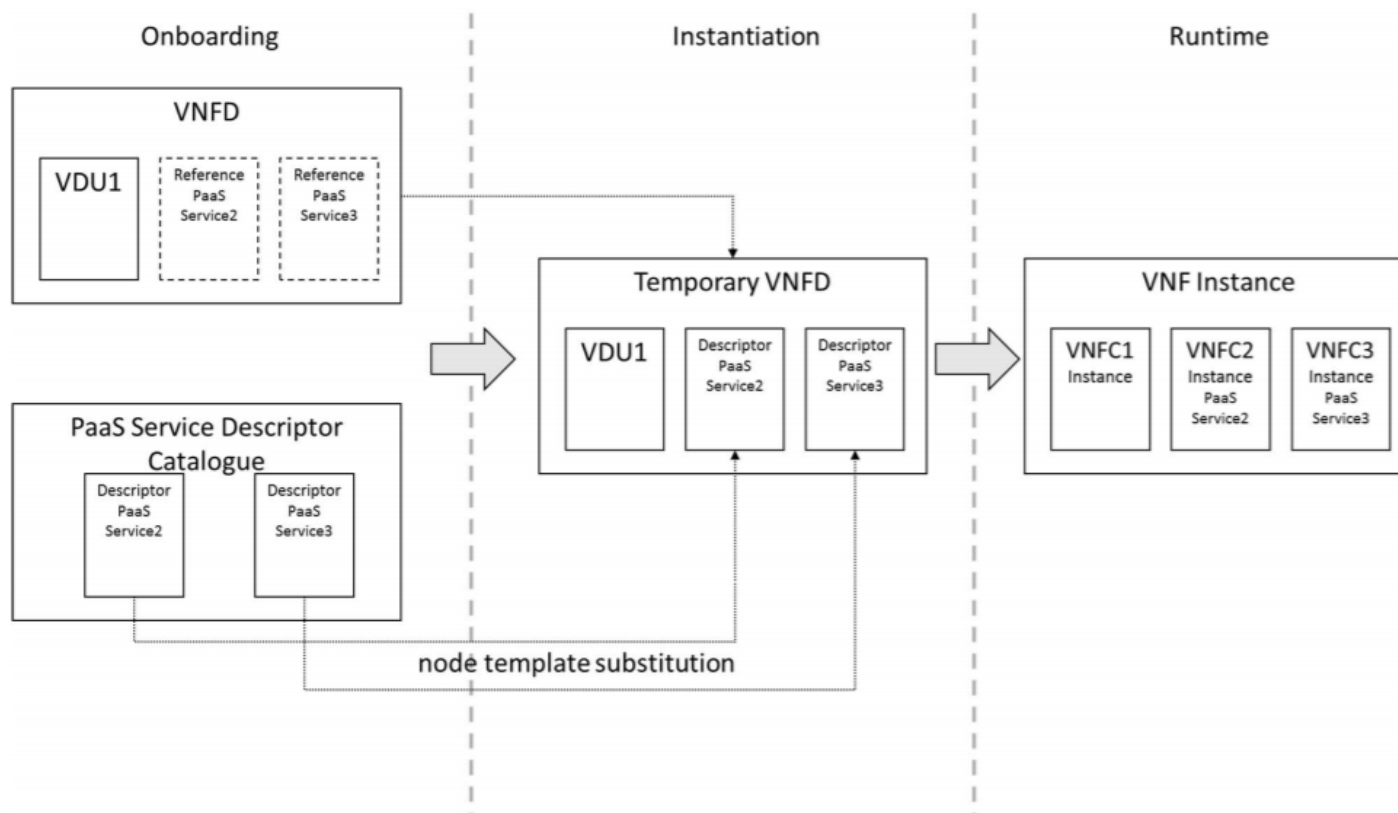 Onboarding
Instantiation
Runtime
VNFD
VDU1
Reference
PaaS
Service2
Reference
PaaS
Service3
Temporary VNFD
VDU1
Descriptor
PaaS
Service2
Descriptor
PaaS
Service3
VNF Instance
VNFC1
Instance
VNFC2
Instance
PaaS
Service2
VNFC3
Instance
PaaS
Service3
PaaS Service Descriptor
Catalogue
Descriptor
PaaS
Service2
Descriptor
PaaS
Service3
node template substitution